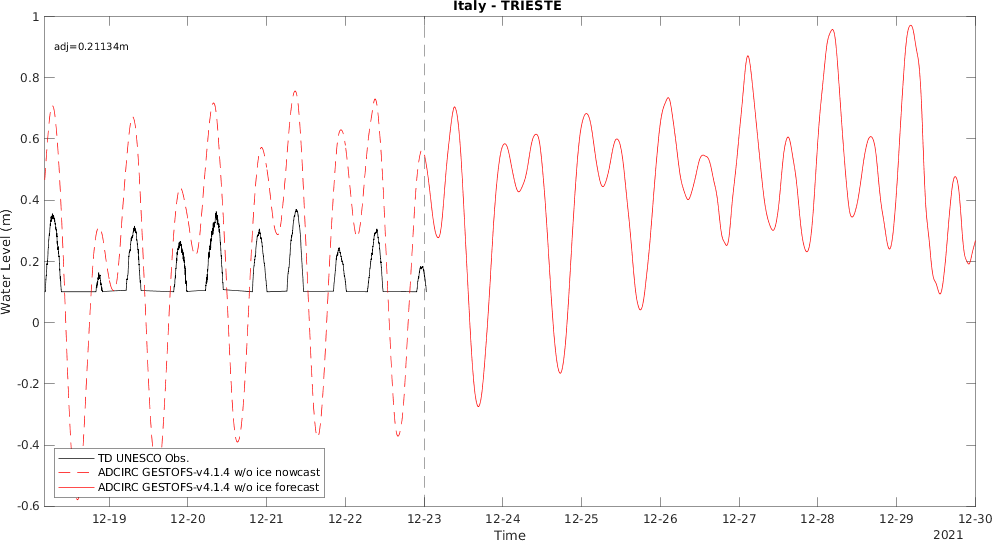 Italy - TRIESTE
adj=0.21134m
1
0.8
0.6
0.4
0.2
0
-0.2
-0.4
-0.6
Water Level (m)
TD UNESCO Obs.
ADCIRC GESTOFS-v4.1.4 w/o ice nowcast
ADCIRC GESTOFS-v4.1.4 w/o ice forecast
12-19 12-20 12-21 12-22 12-23 12-24 12-25 12-26 12-27 12-28 12-29 12-30
Time
2021